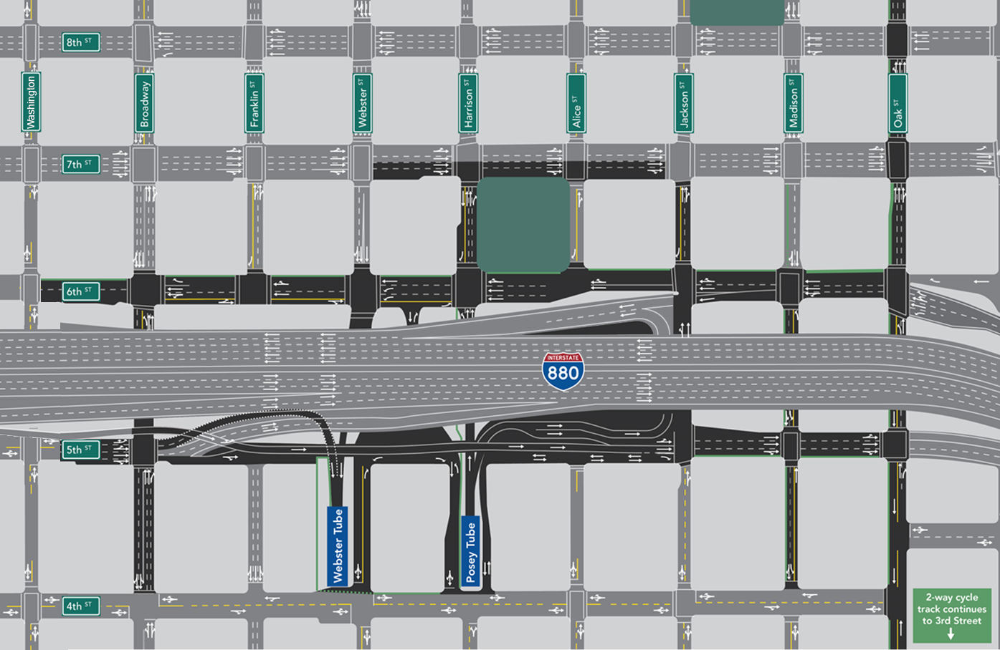 8th ST
Washington
Broadway
Franklin ST
Webster ST
Harrison ST
Alice ST
Jackson ST
Madison ST
Oak ST
7th ST
6th ST
INTERSTATE
880
5th ST
Webster Tube
Posey Tube
4th ST
2-way cycle
track continues
to 3rd Street